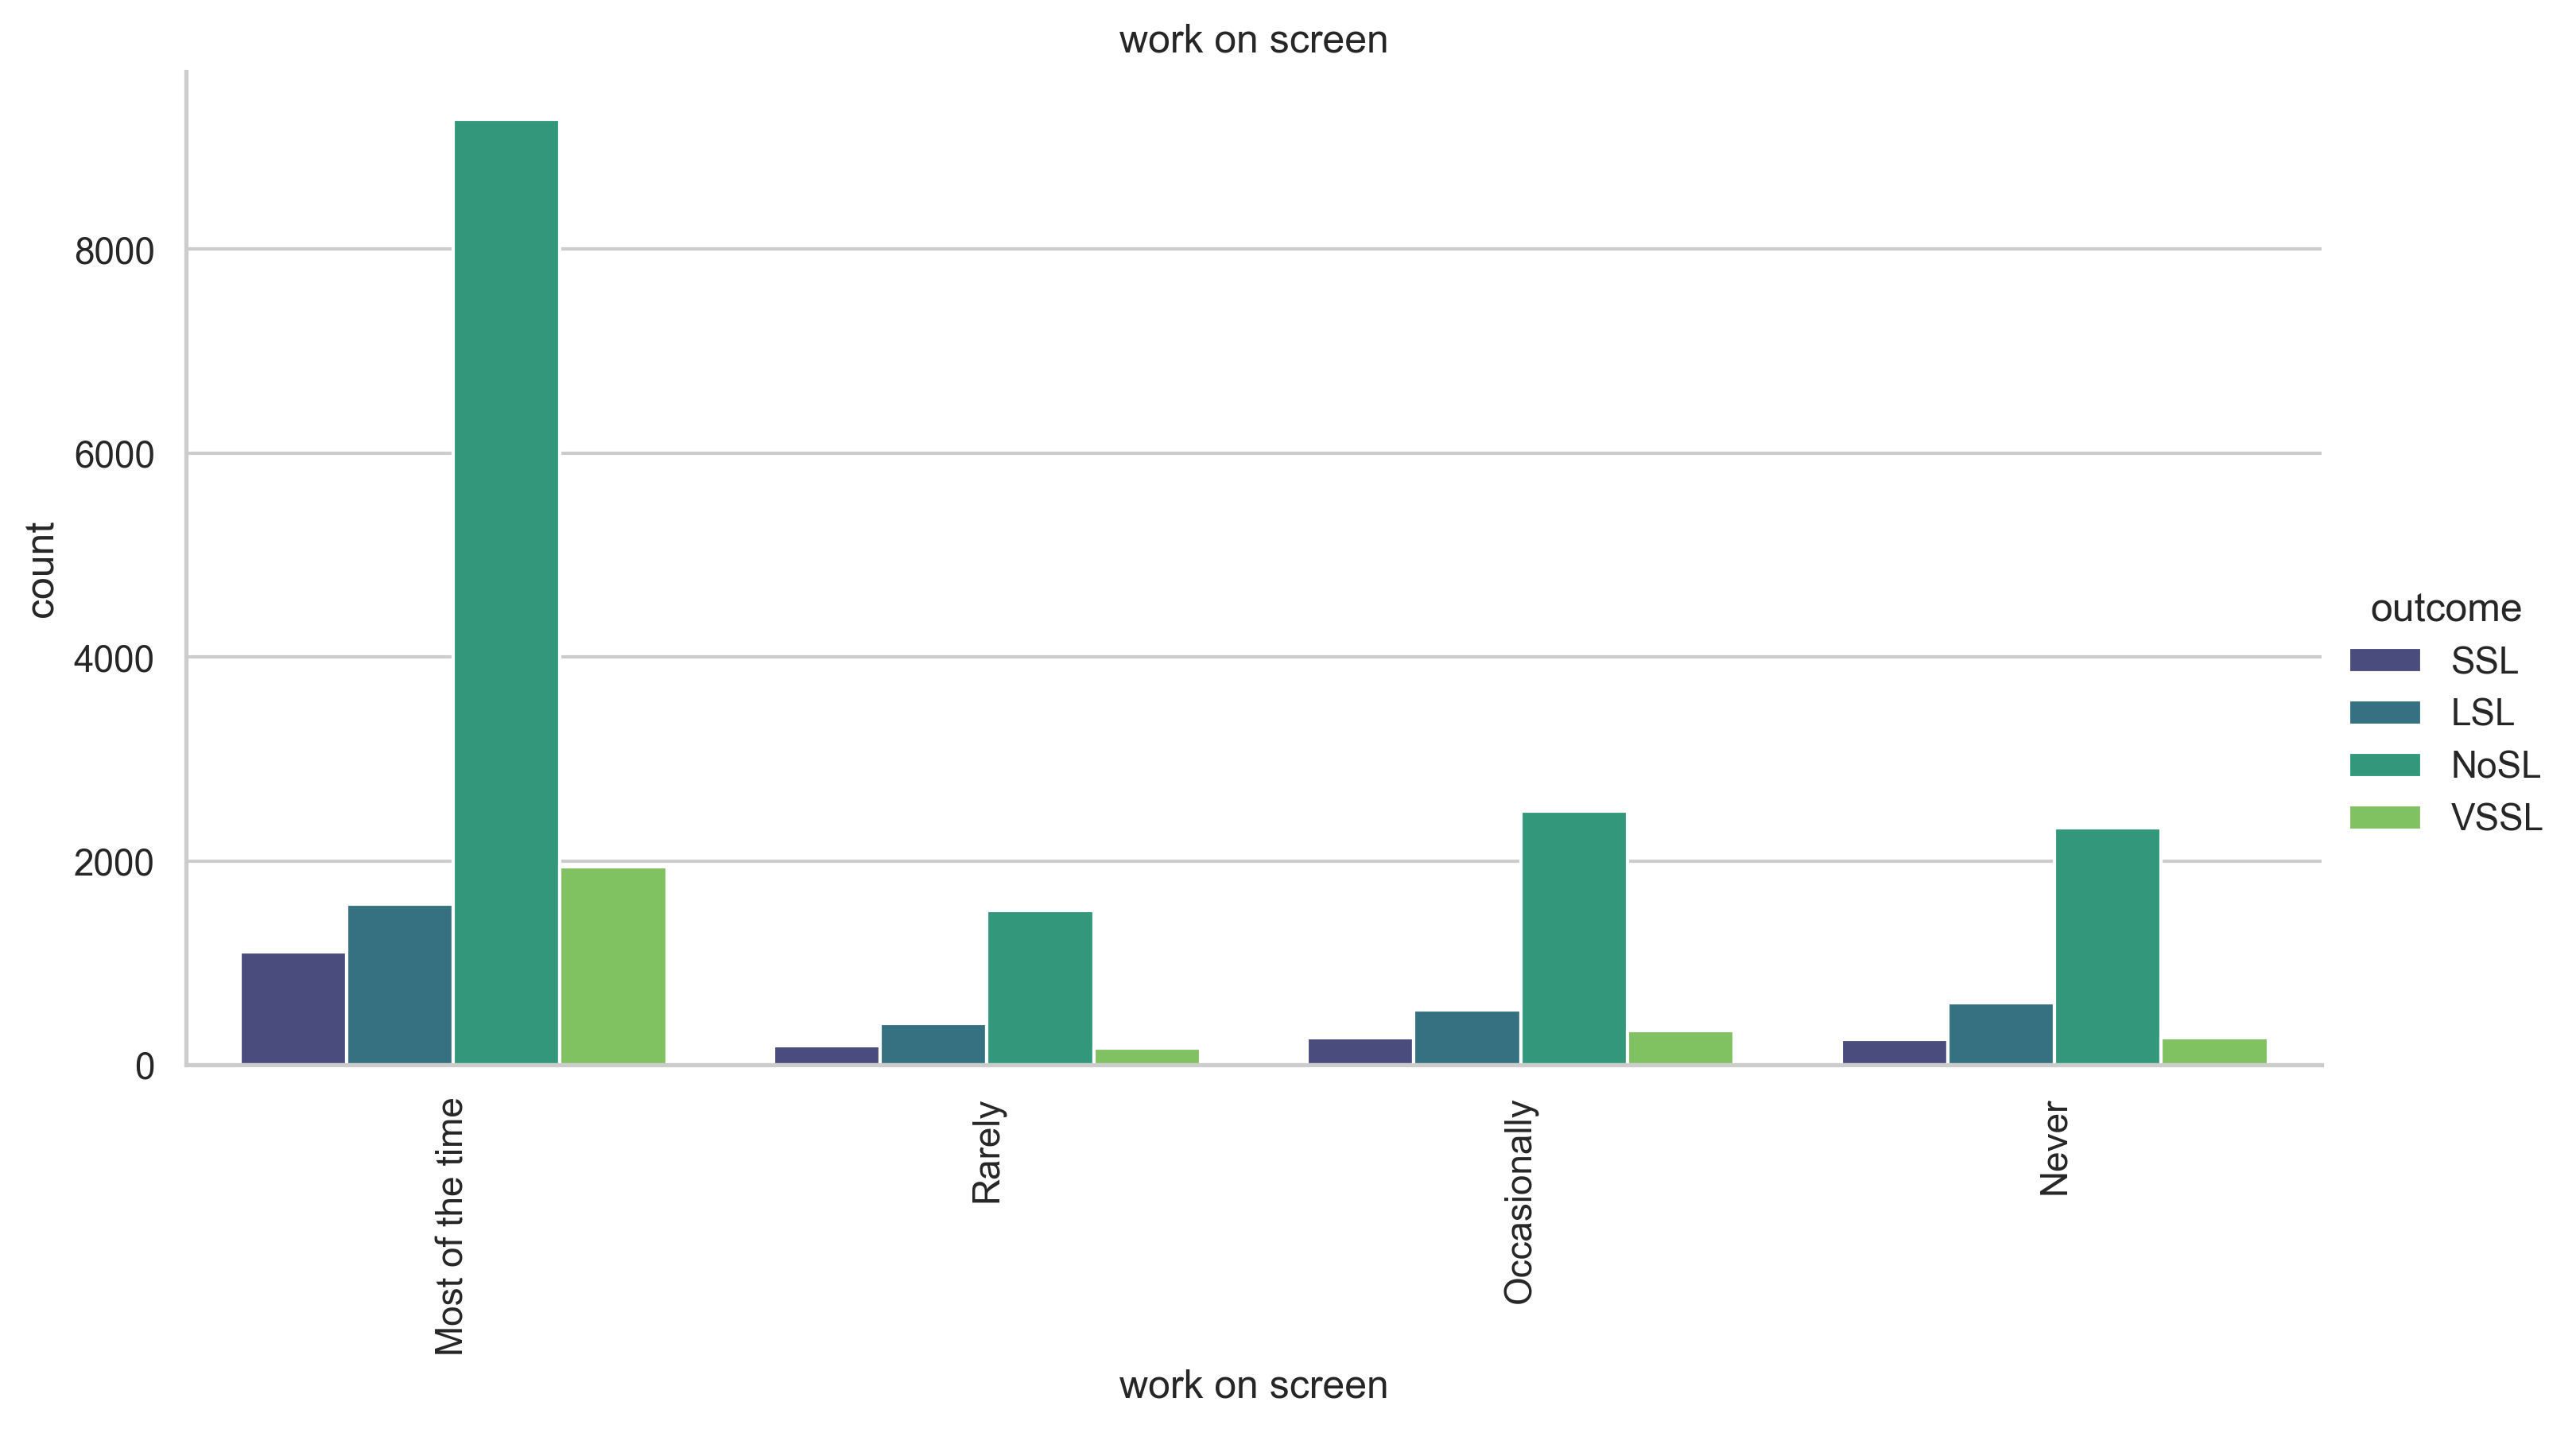 work on screen
8000
6000
4000
2000
0
count
outcome
SSL
LSL
NoSL
VSSL
Most of the time
Rarely
Occasionally
Never
work on screen